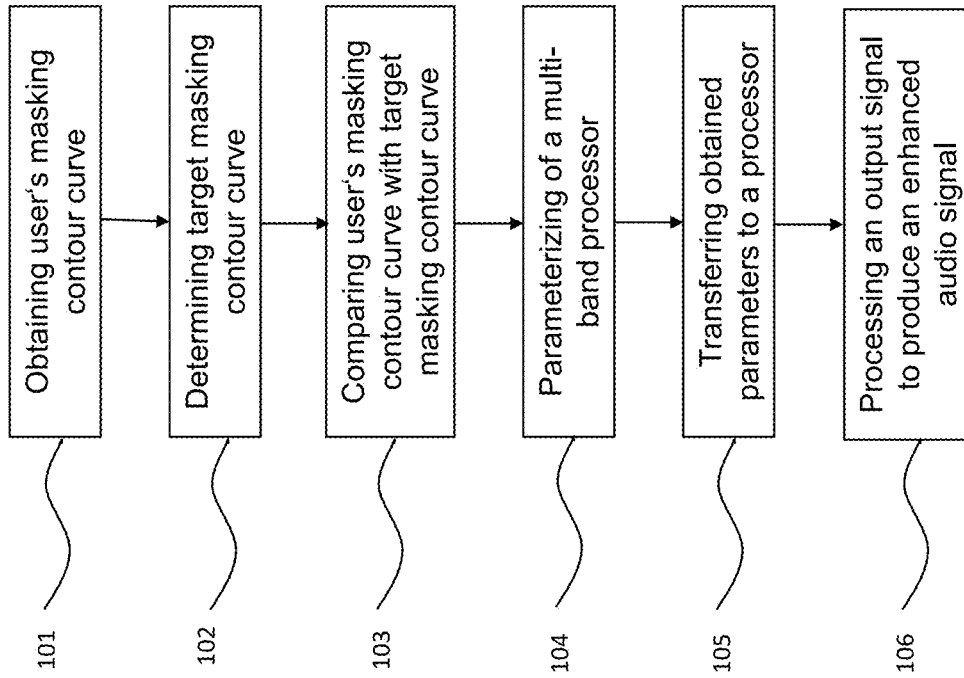 101
Obtaining user's masking
contour curve
102
Determining target masking
contour curve
103
Comparing user's masking
contour curve with target
masking contour curve
104
Parameterizing of a multi-
band processor
105
Transferring obtained
parameters to a processor
106
Processing an output signal
to produce an enhanced
audio signal